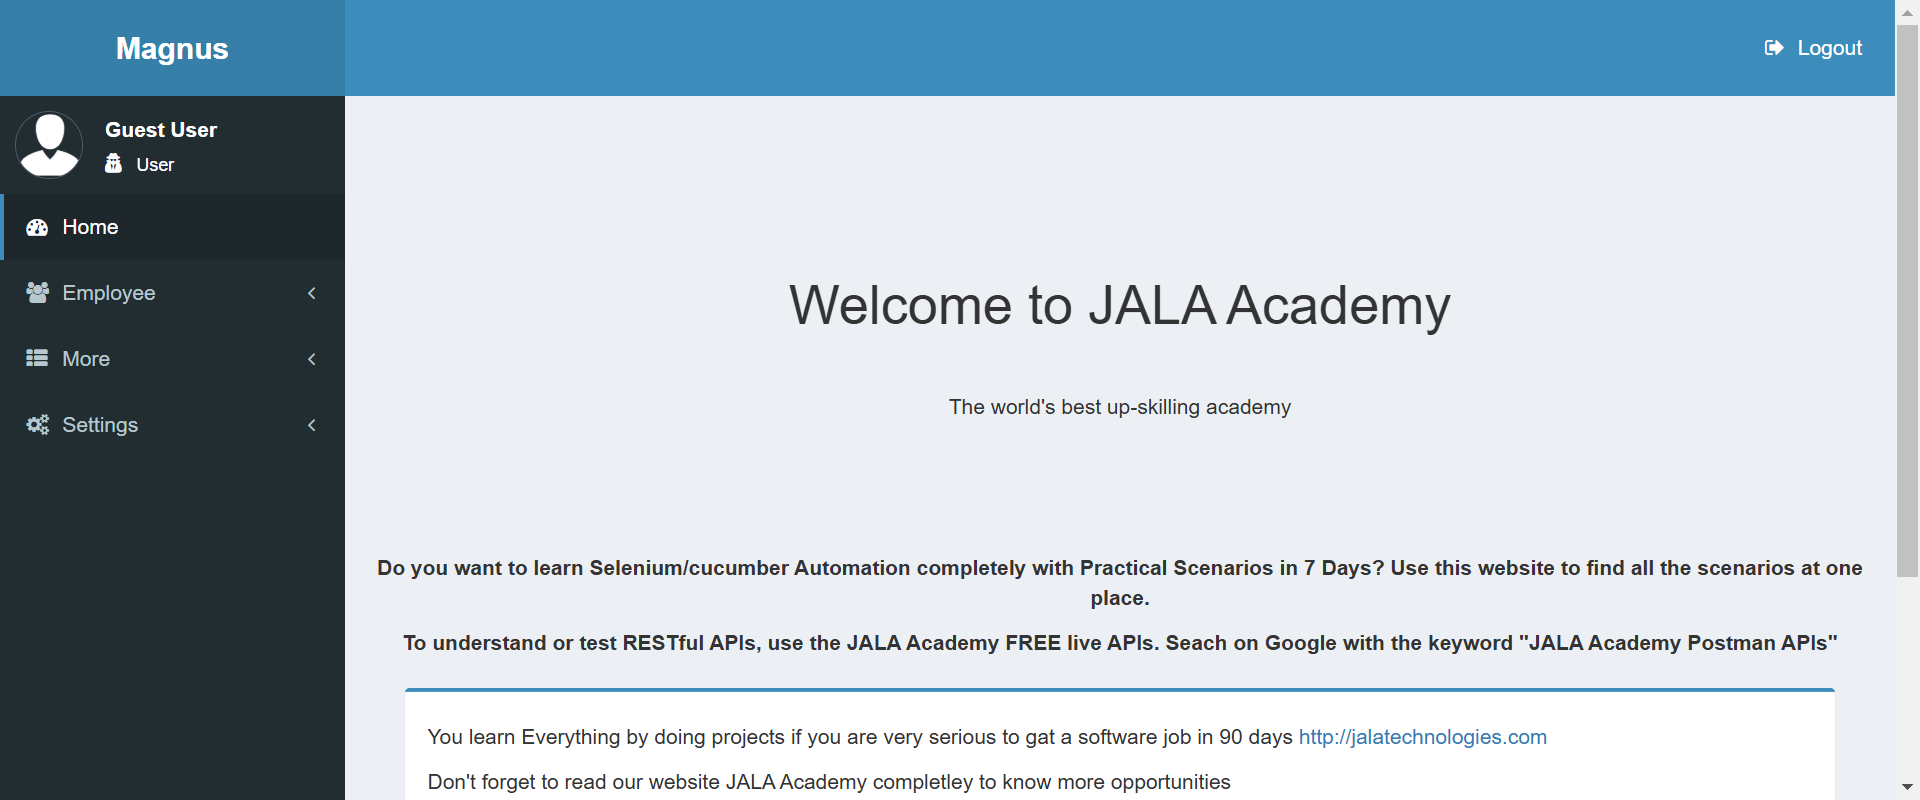 Magnus
Logout
Guest User
User
Home
Employee
More
Settings
Welcome to JALA Academy
The world's best up-skilling academy
Do you want to learn Selenium/cucumber Automation completely with Practical Scenarios in 7 Days? Use this website to find all the scenarios at one
place.
To understand or test RESTful APIs, use the JALA Academy FREE live APIs. Seach on Google with the keyword "JALA Academy Postman APIs"
You learn Everything by doing projects if you are very serious to gat a software job in 90 days http://jalatechnologies.com
Don't forget to read our website JALA Academy completley to know more opportunities